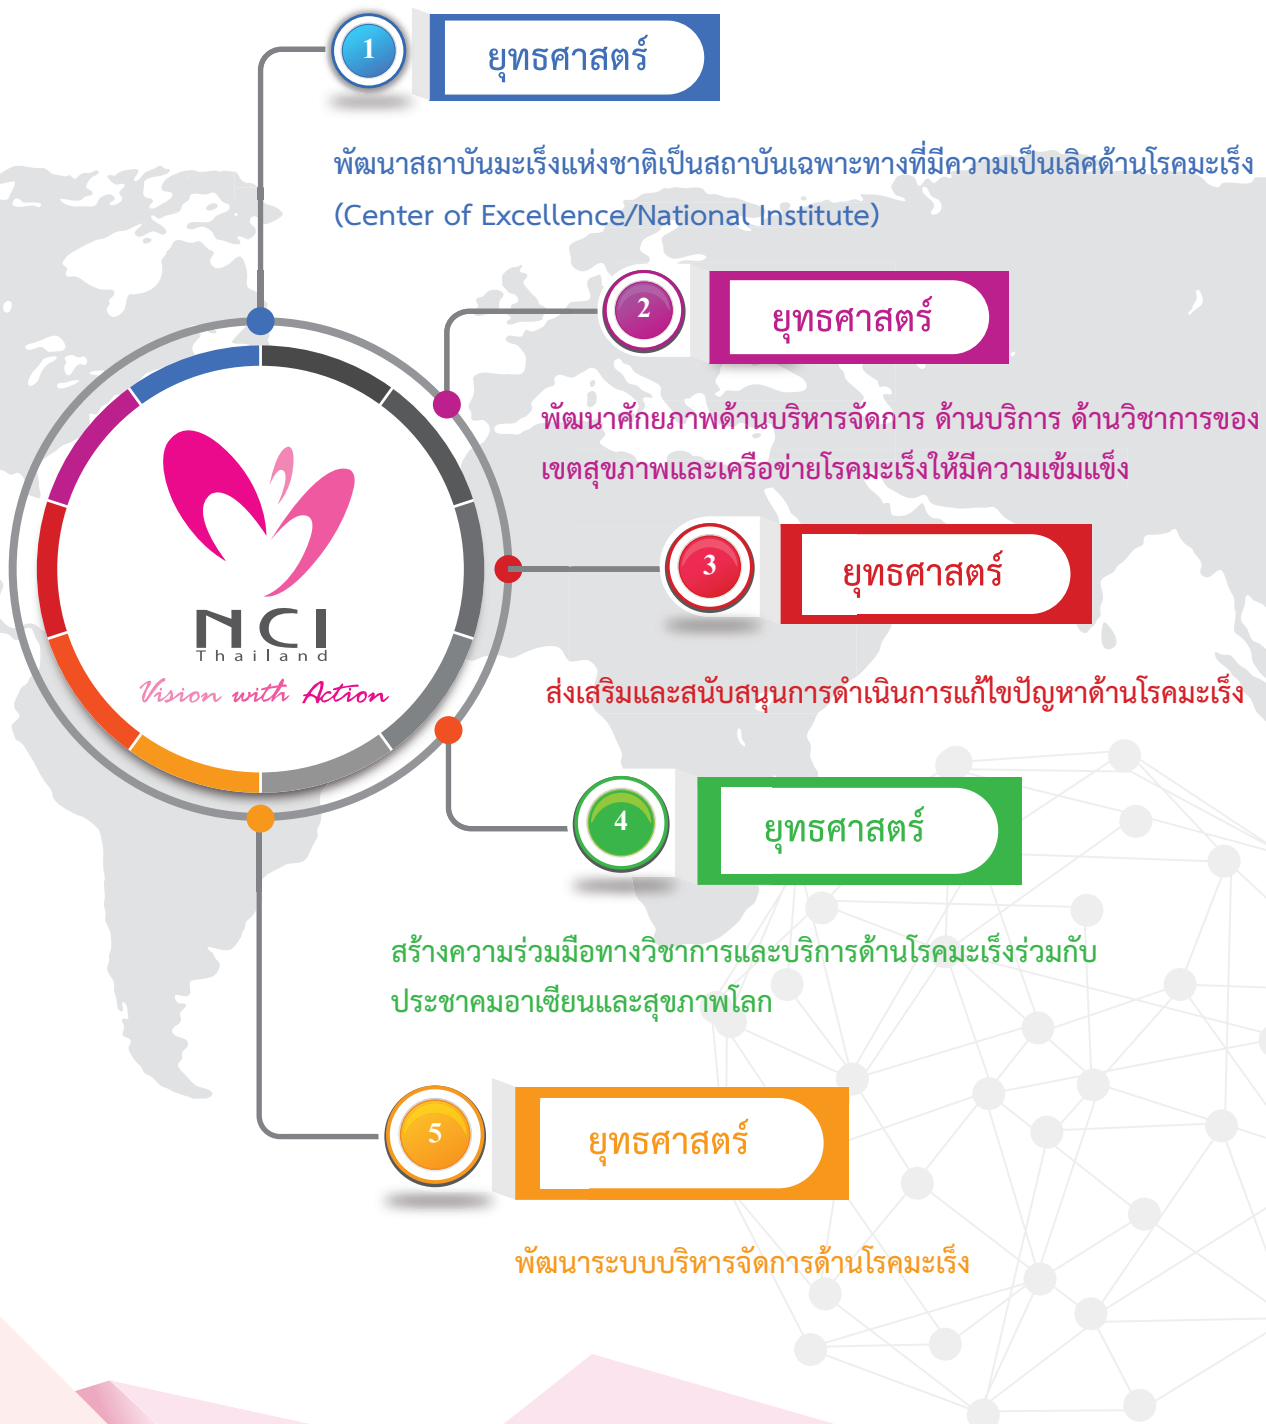 1
ยุทธศาสตร์
พัฒนาสถาบันมะเร็งแห่งชาติเป็นสถาบันเฉพาะทางที่มีความเป็นเลิศด้านโรคมะเร็ง
(Center of Excellence/National Institute)
2
ยุทธศาสตร์
พัฒนาศักยภาพด้านบริหารจัดการ ด้านบริการ ด้านวิชาการของ
เขตสุขภาพและเครือข่ายโรคมะเร็งให้มีความเข้มแข็ง
3
ยุทธศาสตร์
NCI
Thailand
Vision with Action
ส่งเสริมและสนับสนุนการดำเนินการแก้ไขปัญหาด้านโรคมะเร็ง
4
ยุทธศาสตร์
สร้างความร่วมมือทางวิชาการและบริการด้านโรคมะเร็งร่วมกับ
ประชาคมอาเซียนและสุขภาพโลก
5
ยุทธศาสตร์
พัฒนาระบบบริหารจัดการด้านโรคมะเร็ง